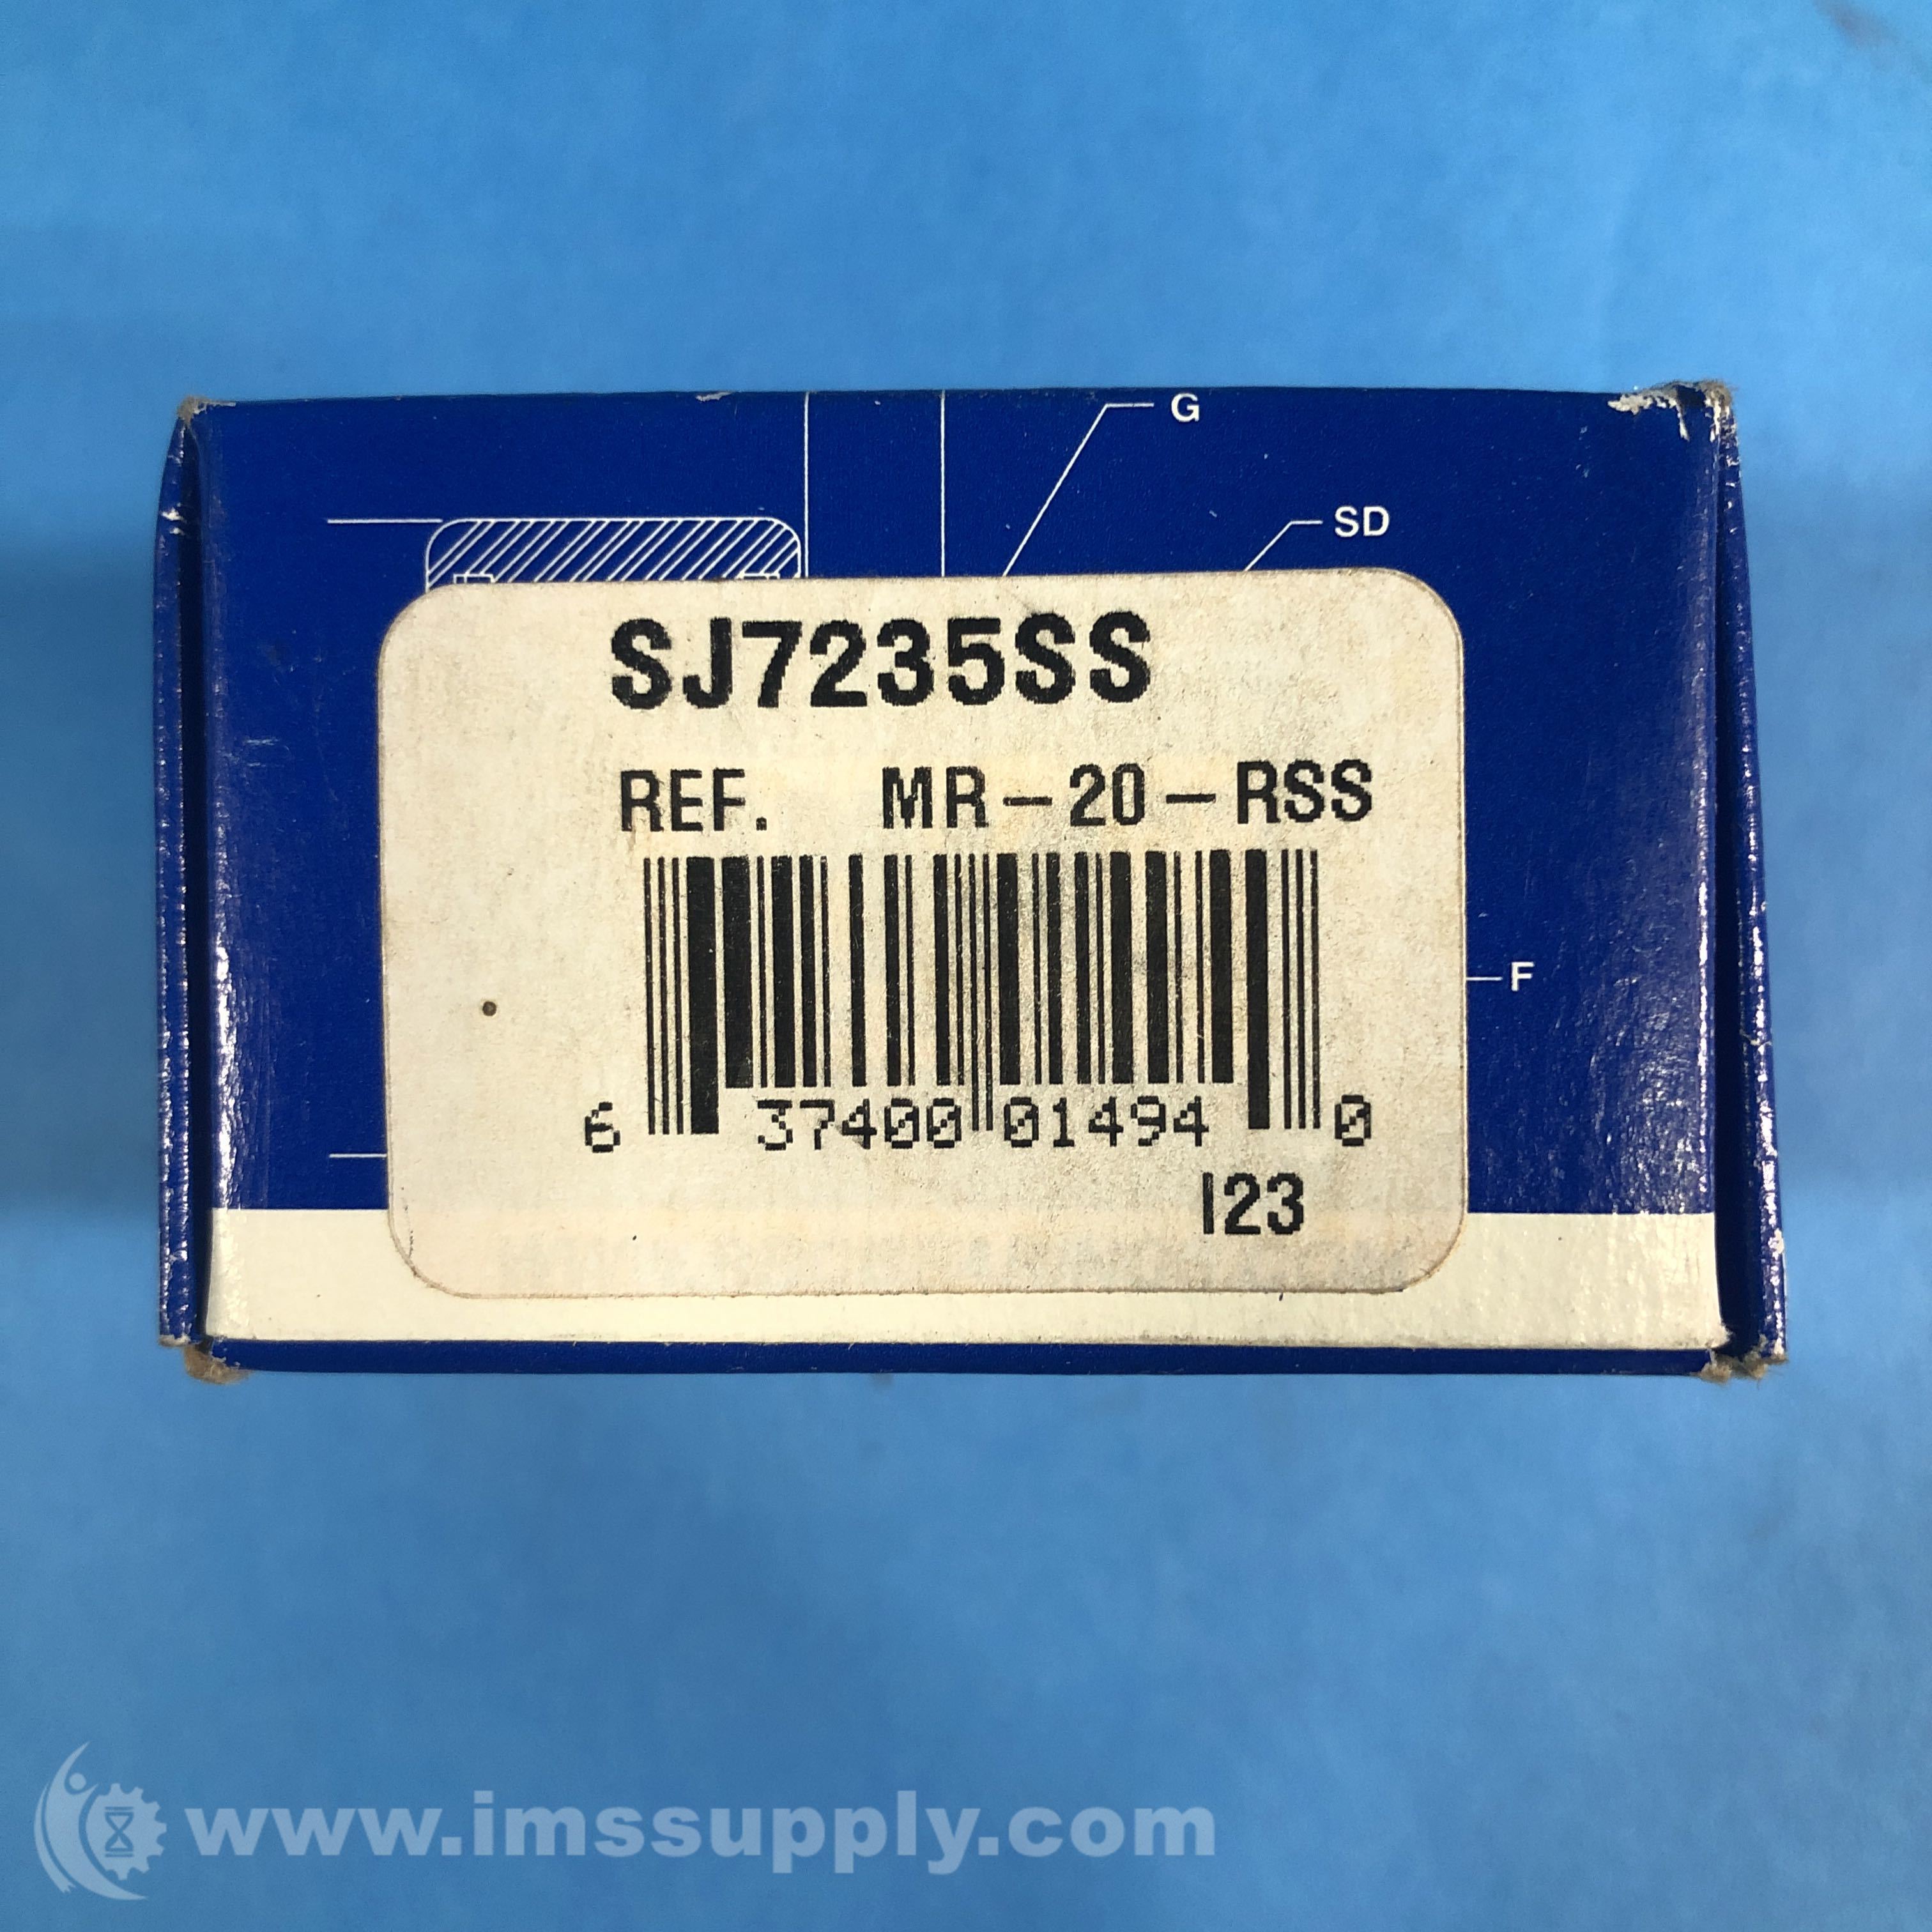 G
SD
SJ7235SS
REF. MR-20-RSS
F
6 37400 01494 0
I23
www.imssupply.com